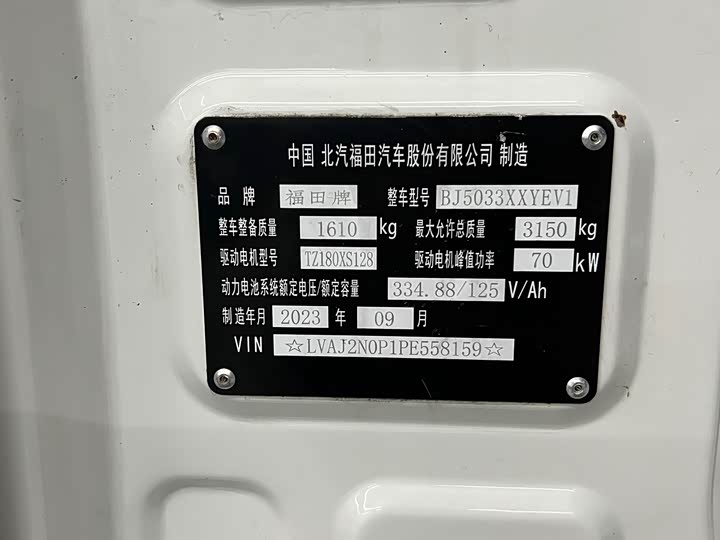 中国 北汽福田汽车股份有限公司 制造
品 牌 福田牌 整车型号 BJ5033XXYEV1
整车整备质量 1610 kg 最大允许总质量 3150 kg
驱动电机型号 TZ180XS128 驱动电机峰值功率 70 kW
动力电池系统额定电压/额定容量 334.88/125 V/Ah
制造年月 2023 年 09 月
VIN ☆LVAJ2N0P1PE558159☆